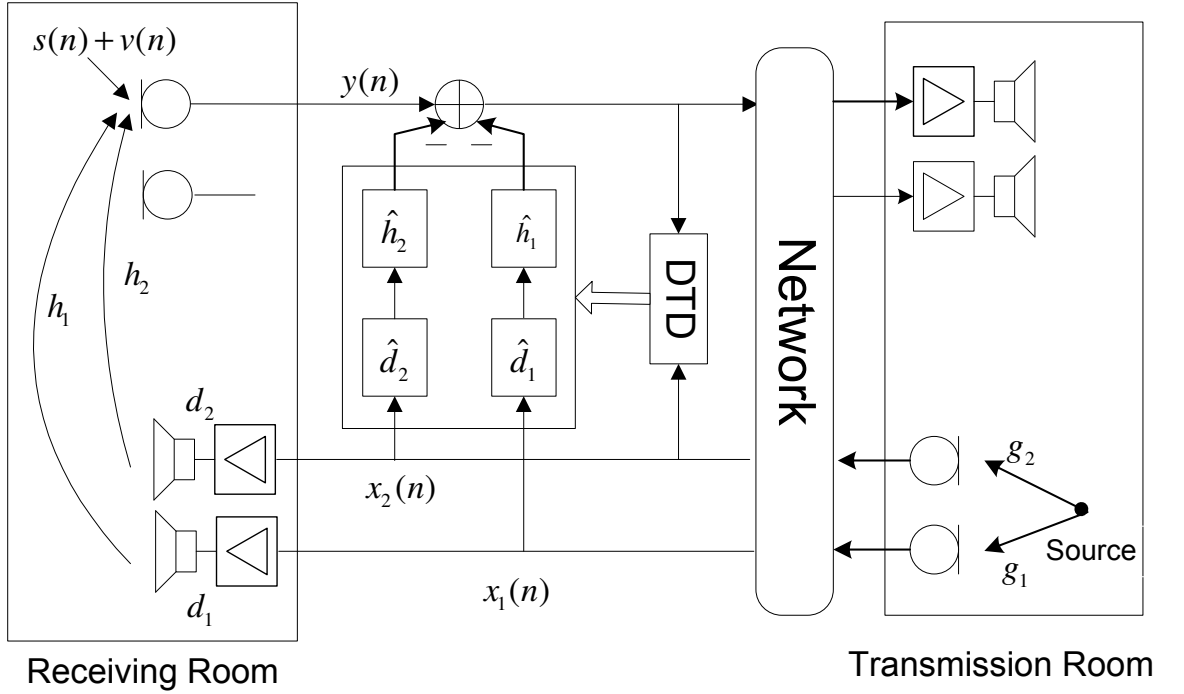 s(n)+v(n)
y(n)
− −
ĥ₂
ĥ₁
h₂
h₁
DTD
Network
d̂₂
d̂₁
d₂
g₂
x₂(n)
Source
x₁(n)
g₁
d₁
Receiving Room
Transmission Room